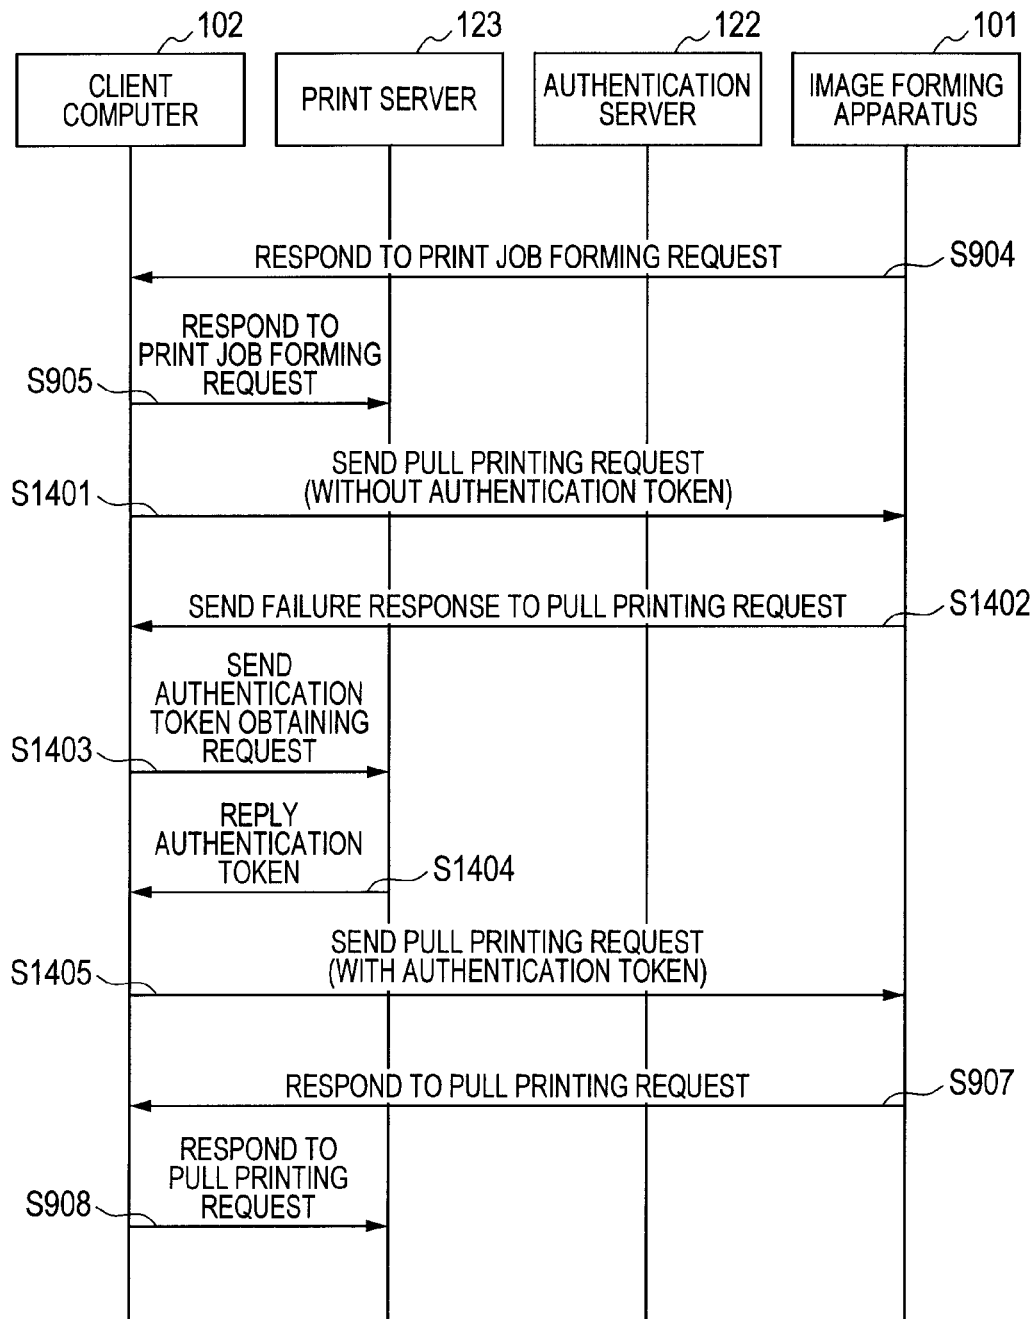 102
123
122
101
CLIENT
COMPUTER
PRINT SERVER
AUTHENTICATION
SERVER
IMAGE FORMING
APPARATUS
RESPOND TO PRINT JOB FORMING REQUEST
S904
RESPOND TO
PRINT JOB FORMING
REQUEST
S905
SEND PULL PRINTING REQUEST
(WITHOUT AUTHENTICATION TOKEN)
S1401
SEND FAILURE RESPONSE TO PULL PRINTING REQUEST
S1402
SEND
AUTHENTICATION
TOKEN OBTAINING
REQUEST
S1403
REPLY
AUTHENTICATION
TOKEN
S1404
SEND PULL PRINTING REQUEST
(WITH AUTHENTICATION TOKEN)
S1405
RESPOND TO PULL PRINTING REQUEST
S907
RESPOND TO
PULL PRINTING
REQUEST
S908